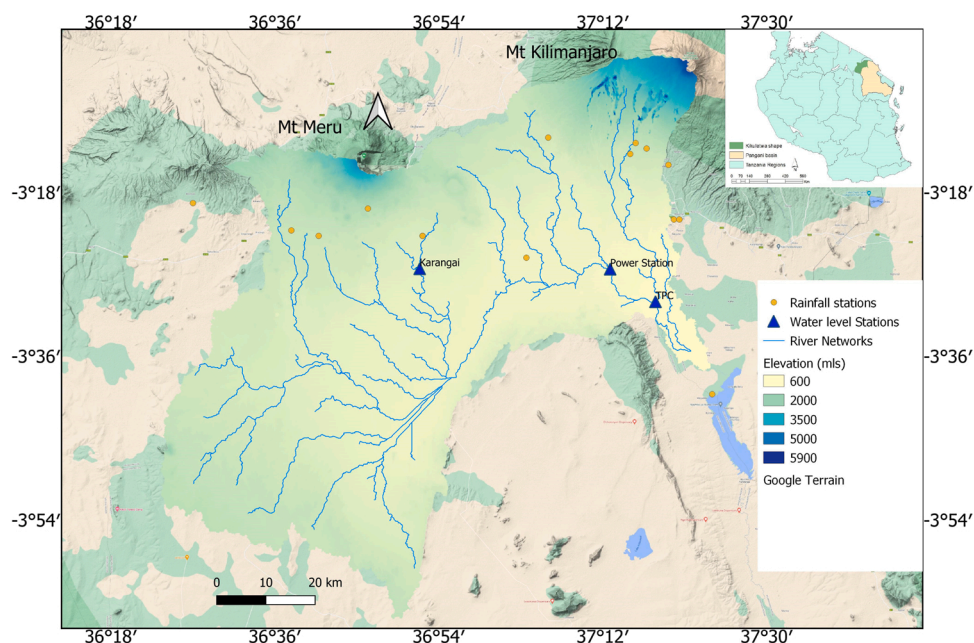 36°18′ 36°36′ 36°54′ 37°12′ 37°30′
Mt Kilimanjaro
Mt Meru
Kikuletwa shape
Pangani basin
Tanzania Regions
-3°18′ -3°18′
Karangai
Power Station
TPC
Rainfall stations
Water level Stations
River Networks
-3°36′ -3°36′
Elevation (mls)
600
2000
3500
5000
5900
Google Terrain
-3°54′ -3°54′
0 10 20 km
36°18′ 36°36′ 36°54′ 37°12′ 37°30′